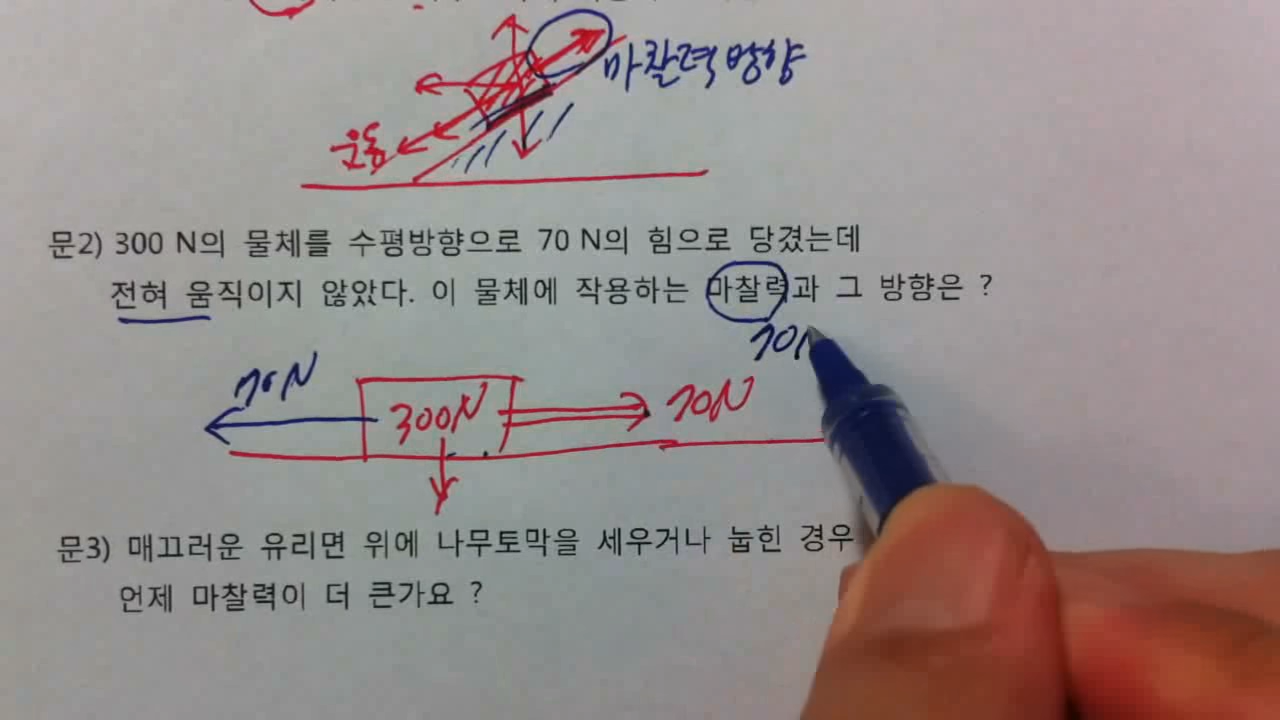 마찰력방향
운동
문2) 300 N의 물체를 수평방향으로 70 N의 힘으로 당겼는데
전혀 움직이지 않았다. 이 물체에 작용하는 마찰력과 그 방향은 ?
70N
70N
300N
70N
문3) 매끄러운 유리면 위에 나무토막을 세우거나 눕힌 경우
언제 마찰력이 더 큰가요 ?